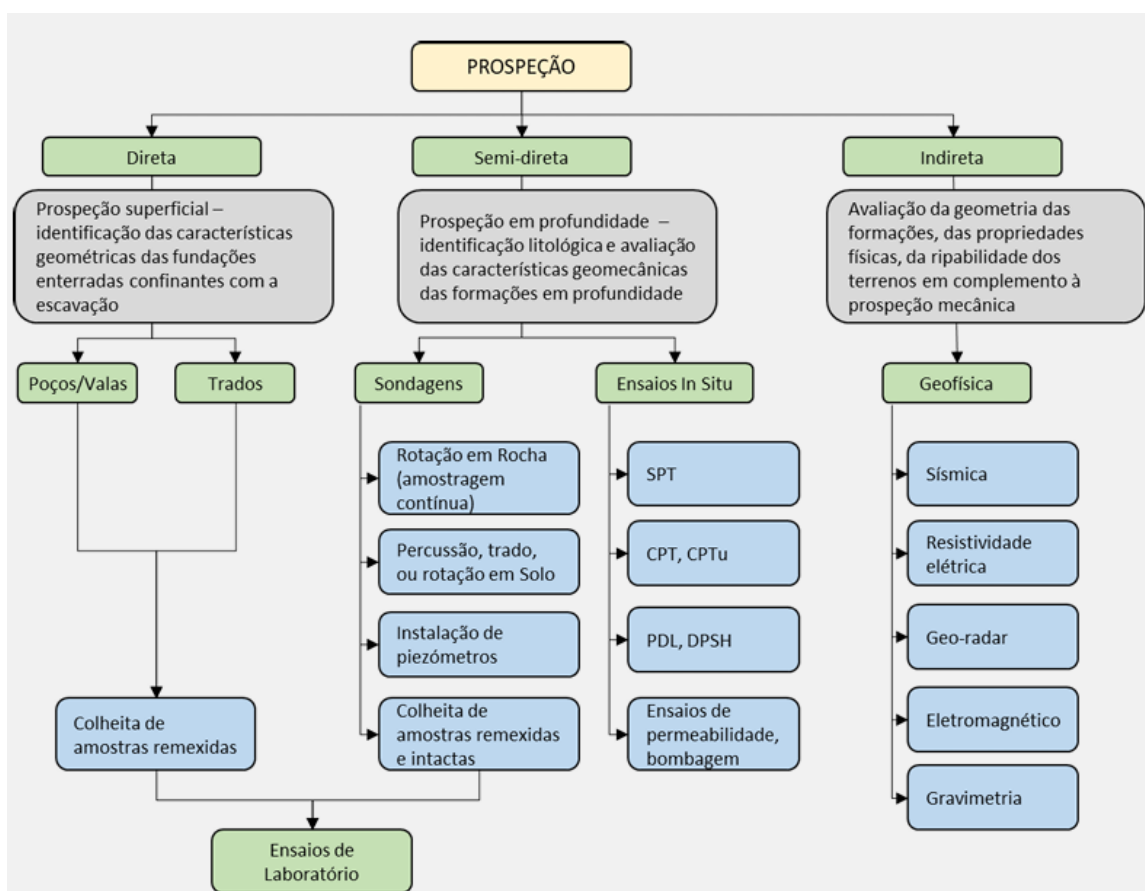 PROSPEÇÃO
Direta
Semi-direta
Indireta
Prospeção superficial –
identificação das características
geométricas das fundações
enterradas confinantes com a
escavação
Prospeção em profundidade –
identificação litológica e avaliação
das características geomecânicas
das formações em profundidade
Avaliação da geometria das
formações, das propriedades
físicas, da ripabilidade dos
terrenos em complemento à
prospeção mecânica
Poços/Valas
Trados
Sondagens
Ensaios In Situ
Geofísica
Rotação em Rocha
(amostragem
contínua)
Percussão, trado,
ou rotação em Solo
Instalação de
piezómetros
Colheita de
amostras remexidas
e intactas
SPT
CPT, CPTu
PDL, DPSH
Ensaios de
permeabilidade,
bombagem
Sísmica
Resistividade
elétrica
Geo-radar
Eletromagnético
Gravimetria
Colheita de
amostras remexidas
Ensaios de
Laboratório